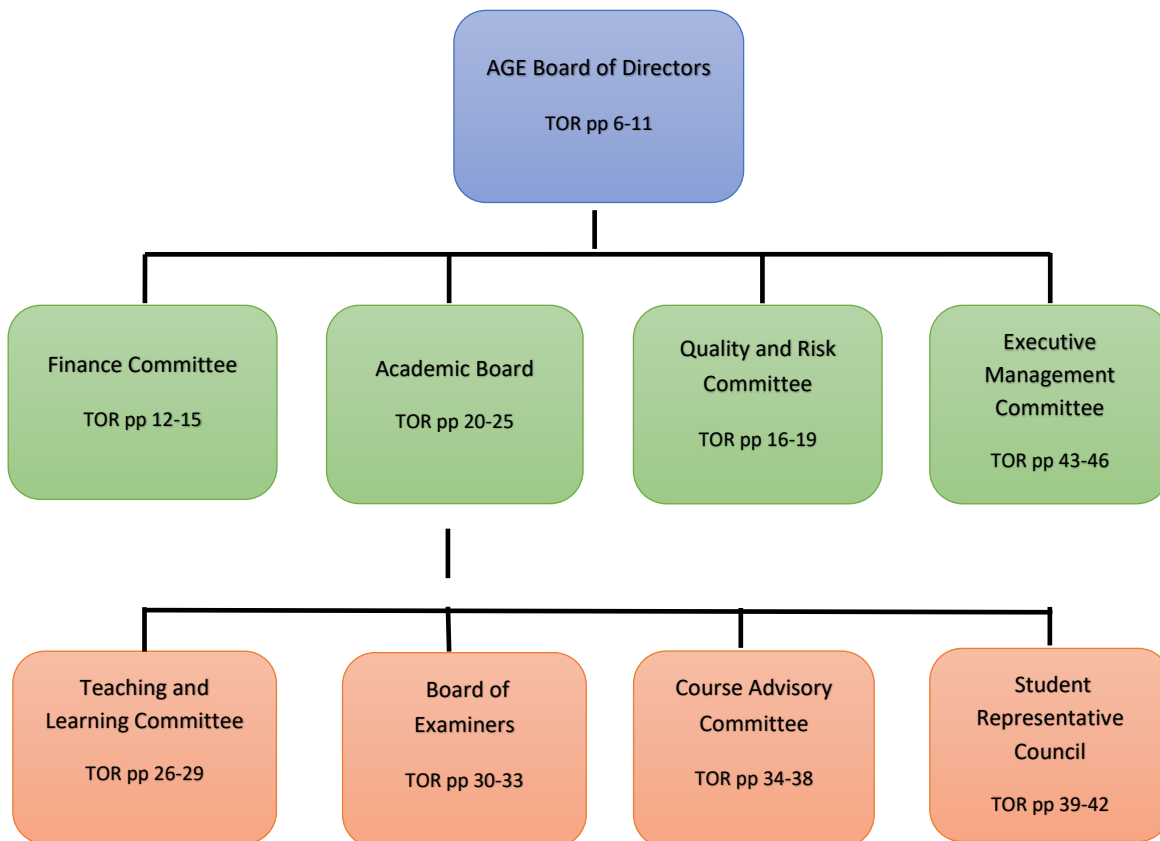 AGE Board of Directors
TOR pp 6-11
Finance Committee
TOR pp 12-15
Academic Board
TOR pp 20-25
Quality and Risk
Committee
TOR pp 16-19
Executive
Management
Committee
TOR pp 43-46
Teaching and
Learning Committee
TOR pp 26-29
Board of
Examiners
TOR pp 30-33
Course Advisory
Committee
TOR pp 34-38
Student
Representative
Council
TOR pp 39-42